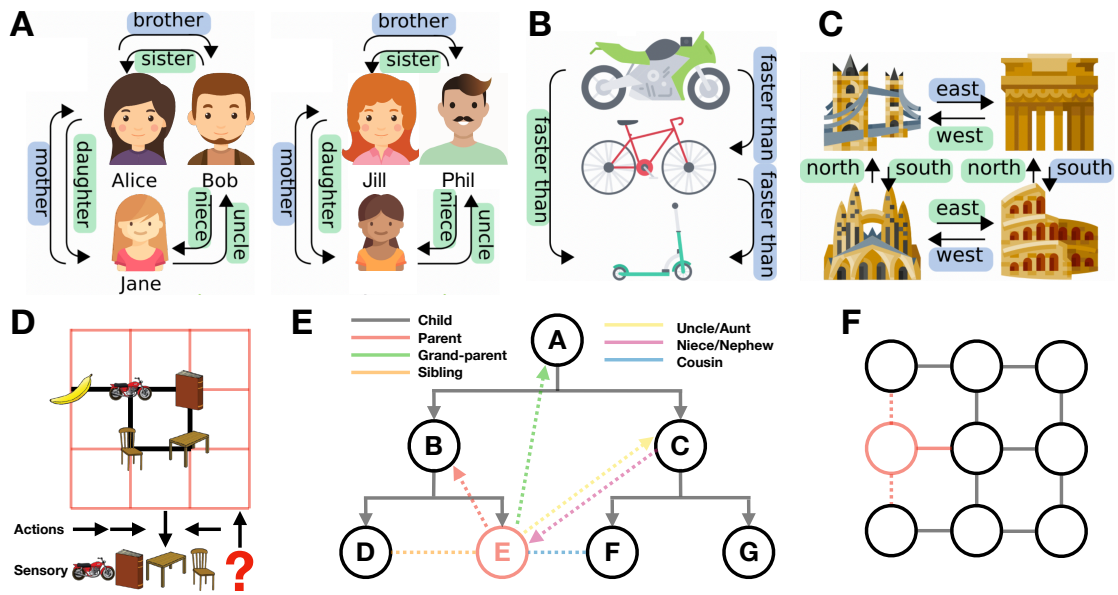 A
brother
sister
mother
daughter
niece
uncle
Alice
Bob
Jane
brother
sister
mother
daughter
niece
uncle
Jill
Phil
B
faster than
faster than
faster than
C
east
west
north
south
north
south
east
west
D
Actions
Sensory
?
E
Child
Parent
Grand-parent
Sibling
Uncle/Aunt
Niece/Nephew
Cousin
A
B
C
D
E
F
G
F